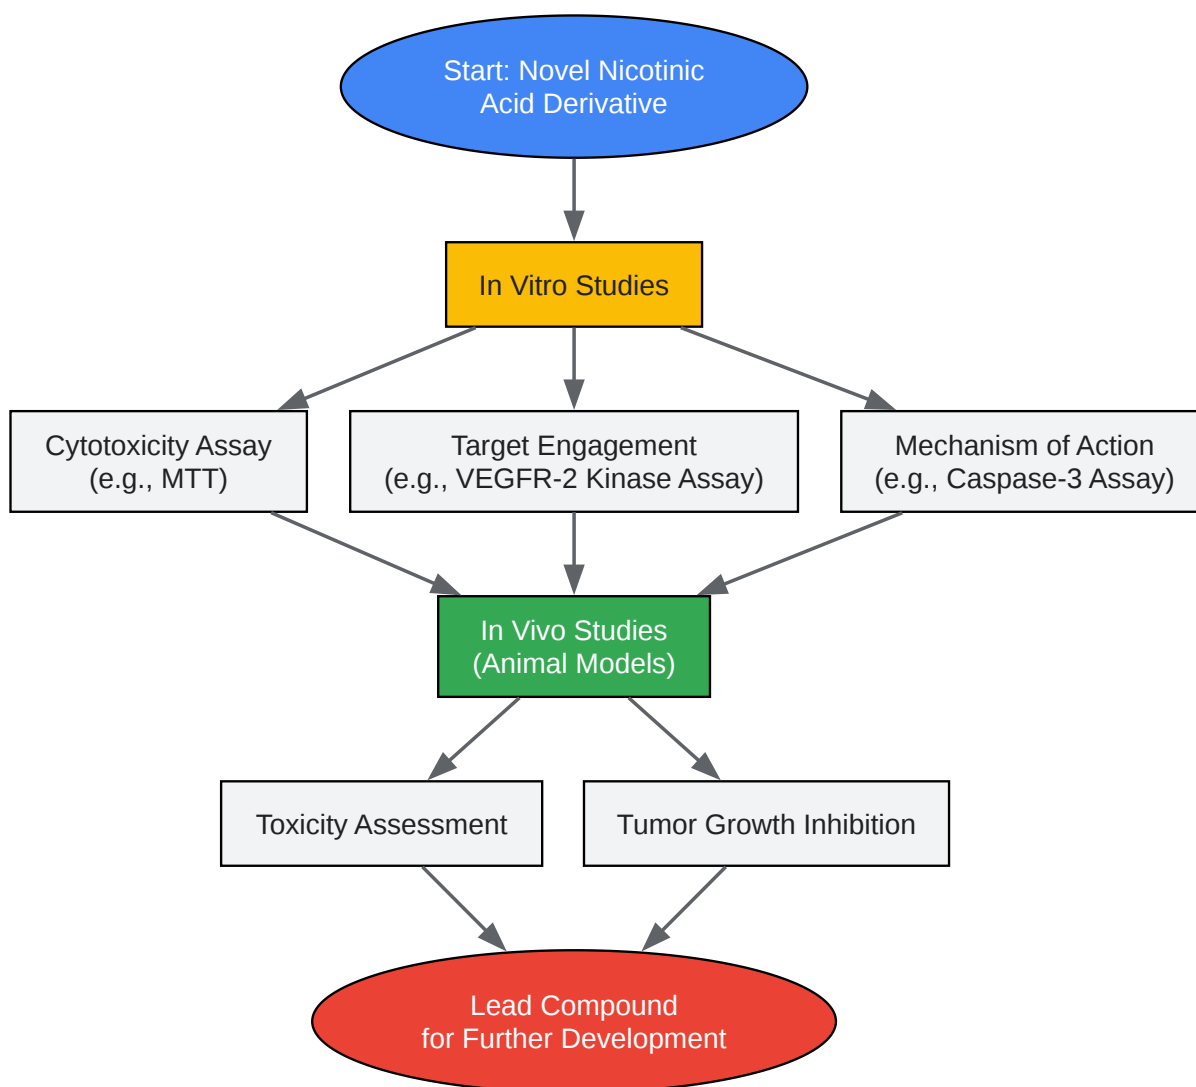 Start: Novel Nicotinic
Acid Derivative
In Vitro Studies
Cytotoxicity Assay
(e.g., MTT)
Target Engagement
(e.g., VEGFR-2 Kinase Assay)
Mechanism of Action
(e.g., Caspase-3 Assay)
In Vivo Studies
(Animal Models)
Toxicity Assessment
Tumor Growth Inhibition
Lead Compound
for Further Development